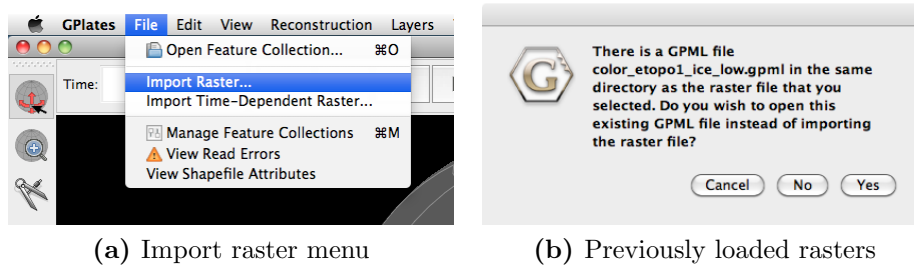 GPlates File Edit View Reconstruction Layers
Open Feature Collection... ⌘O
Time:
Import Raster...
Import Time-Dependent Raster...
Manage Feature Collections ⌘M
View Read Errors
View Shapefile Attributes
(a) Import raster menu
G
There is a GPML file
color_etopo1_ice_low.gpml in the same
directory as the raster file that you
selected. Do you wish to open this
existing GPML file instead of importing
the raster file?
Cancel No Yes
(b) Previously loaded rasters